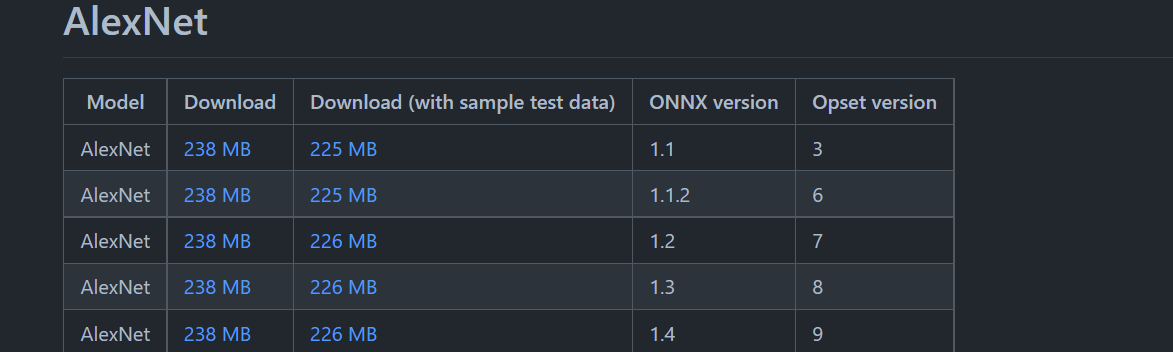 AlexNet
Model Download Download (with sample test data) ONNX version Opset version
AlexNet 238 MB 225 MB 1.1 3
AlexNet 238 MB 225 MB 1.1.2 6
AlexNet 238 MB 226 MB 1.2 7
AlexNet 238 MB 226 MB 1.3 8
AlexNet 238 MB 226 MB 1.4 9